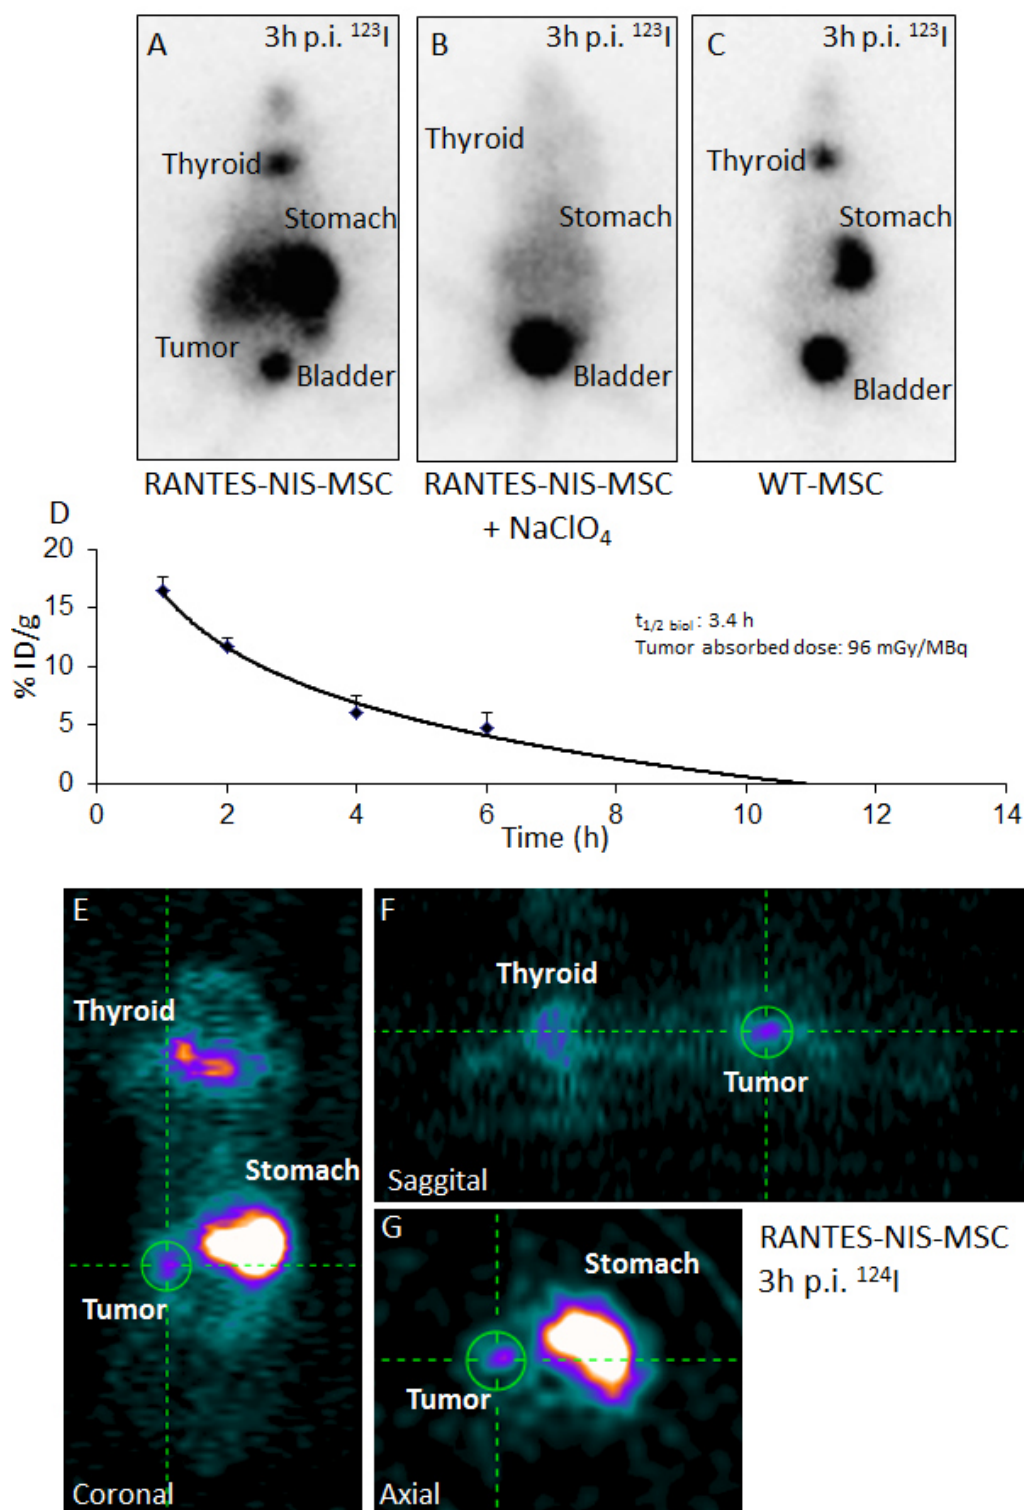 A
3h p.i. ¹²³I
Thyroid
Stomach
Tumor
Bladder
RANTES-NIS-MSC
B
3h p.i. ¹²³I
Thyroid
Stomach
Bladder
RANTES-NIS-MSC
+ NaClO₄
C
3h p.i. ¹²³I
Thyroid
Stomach
Bladder
WT-MSC
D
20
15
10
5
0
% ID/g
t₁/₂ biol : 3.4 h
Tumor absorbed dose: 96 mGy/MBq
0 2 4 6 8 10 12 14
Time (h)
E
Thyroid
Stomach
Tumor
Coronal
F
Thyroid
Tumor
Saggital
G
Stomach
Tumor
Axial
RANTES-NIS-MSC
3h p.i. ¹²⁴I